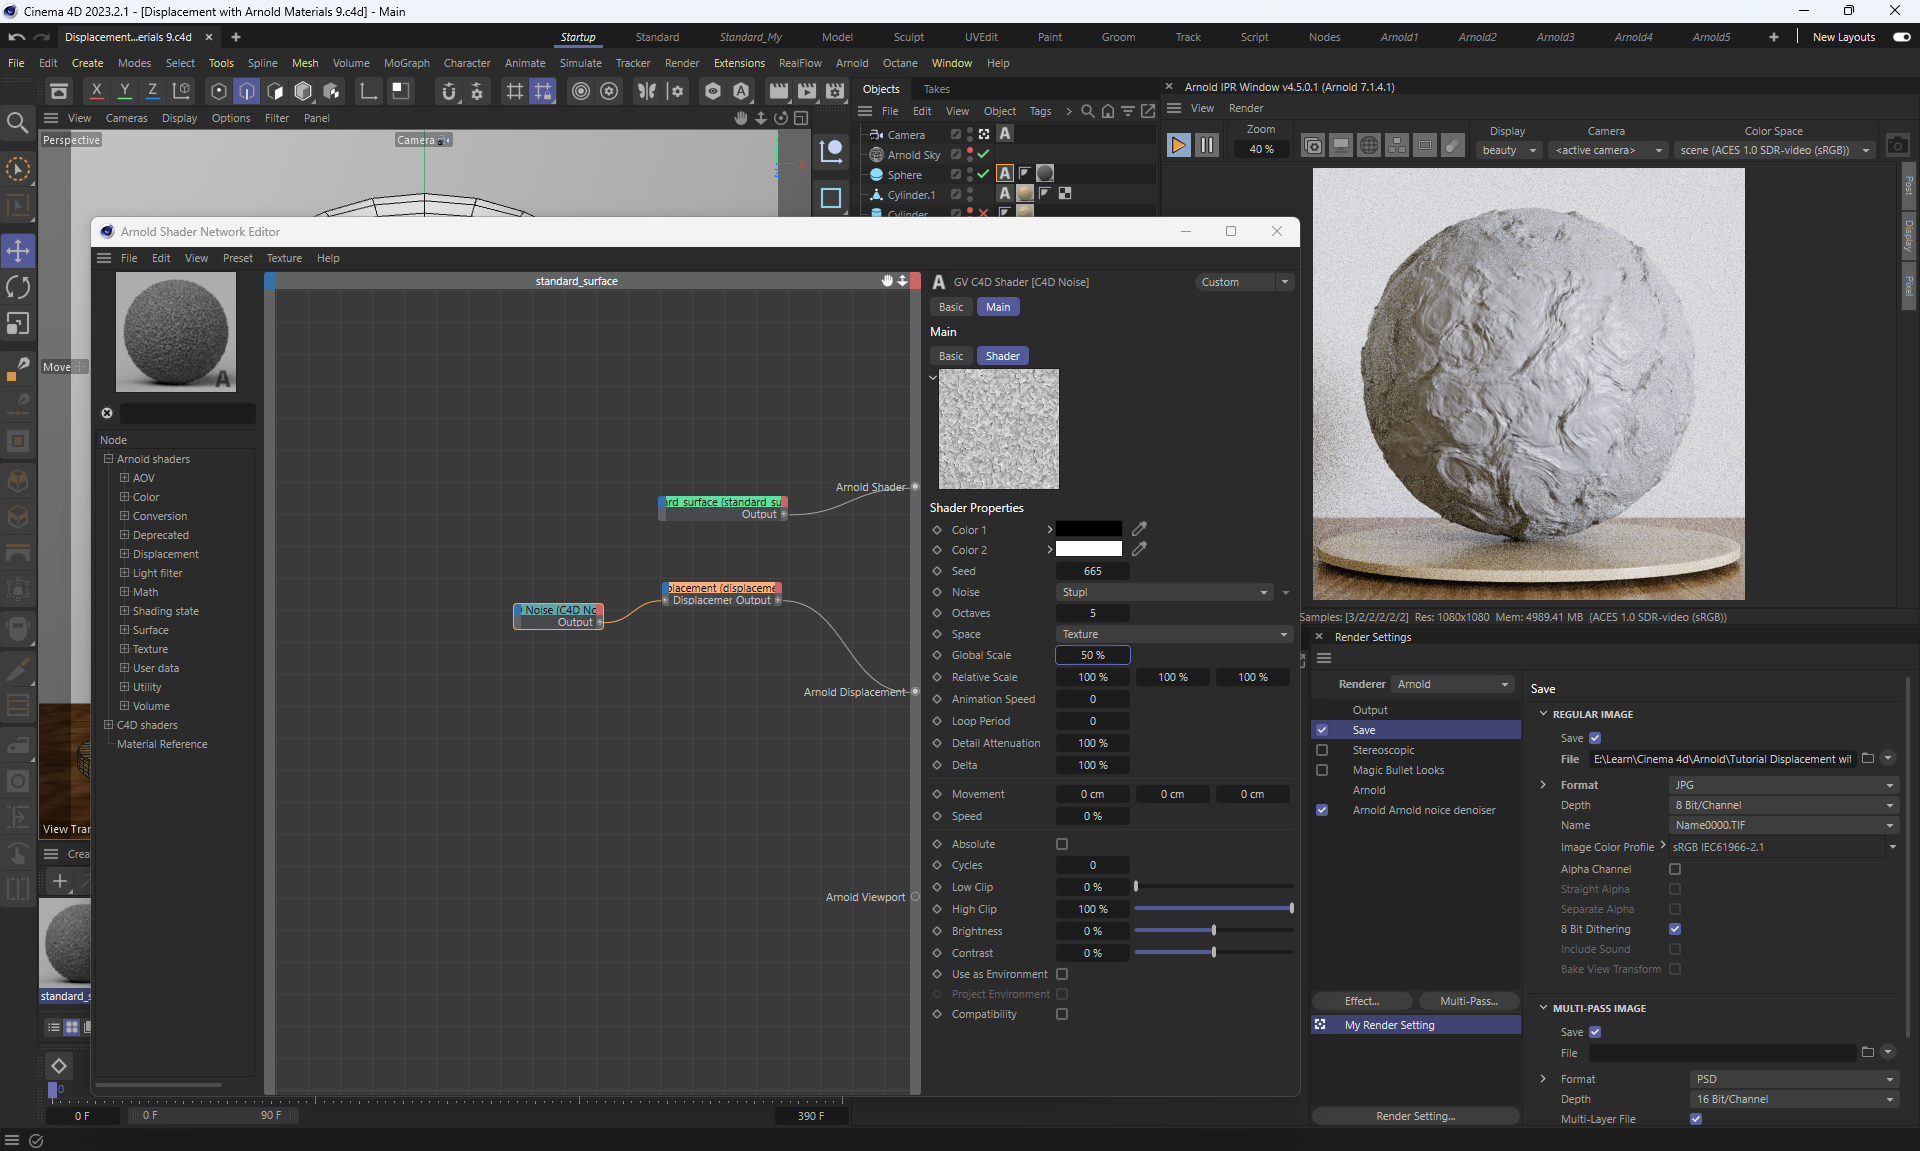 Cinema 4D 2023.2.1 - [Displacement with Arnold Materials 9.c4d] - Main
Displacement...erials 9.c4d
Startup Standard Standard_My Model Sculpt UVEdit Paint Groom Track Script Nodes Arnold1 Arnold2 Arnold3 Arnold4 Arnold5 New Layouts
File Edit Create Modes Select Tools Spline Mesh Volume MoGraph Character Animate Simulate Tracker Render Extensions RealFlow Arnold Octane Window Help
X Y Z
View Cameras Display Options Filter Panel
Perspective
Camera
Move
View Tran
Crea
standard_s
Objects Takes
File Edit View Object Tags
Camera
Arnold Sky
Sphere
Cylinder.1
Cylinder
Arnold IPR Window v4.5.0.1 (Arnold 7.1.4.1)
View Render
Zoom
40 %
Display
beauty
Camera
<active camera>
Color Space
scene (ACES 1.0 SDR-video (sRGB))
Post
Display
Pixel
Samples: [3/2/2/2/2/2] Res: 1080x1080 Mem: 4989.41 MB (ACES 1.0 SDR-video (sRGB))
Arnold Shader Network Editor
File Edit View Preset Texture Help
Node
Arnold shaders
AOV
Color
Conversion
Deprecated
Displacement
Light filter
Math
Shading state
Surface
Texture
User data
Utility
Volume
C4D shaders
Material Reference
standard_surface
Arnold Shader
rd_surface (standard_su
Output
placement (displaceme
Displacemer Output
Noise (C4D No
Output
Arnold Displacement
Arnold Viewport
GV C4D Shader [C4D Noise]
Custom
Basic Main
Main
Basic Shader
Shader Properties
Color 1
Color 2
Seed 665
Noise Stupl
Octaves 5
Space Texture
Global Scale 50 %
Relative Scale 100 % 100 % 100 %
Animation Speed 0
Loop Period 0
Detail Attenuation 100 %
Delta 100 %
Movement 0 cm 0 cm 0 cm
Speed 0 %
Absolute
Cycles 0
Low Clip 0 %
High Clip 100 %
Brightness 0 %
Contrast 0 %
Use as Environment
Project Environment
Compatibility
Render Settings
Renderer Arnold
Output
Save
Stereoscopic
Magic Bullet Looks
Arnold
Arnold Arnold noice denoiser
Effect... Multi-Pass...
My Render Setting
Render Setting...
Save
REGULAR IMAGE
Save
File E:\Learn\Cinema 4d\Arnold\Tutorial Displacement wit
Format JPG
Depth 8 Bit/Channel
Name Name0000.TIF
Image Color Profile sRGB IEC61966-2.1
Alpha Channel
Straight Alpha
Separate Alpha
8 Bit Dithering
Include Sound
Bake View Transform
MULTI-PASS IMAGE
Save
File
Format PSD
Depth 16 Bit/Channel
Multi-Layer File
0
0 F 0 F 90 F 390 F